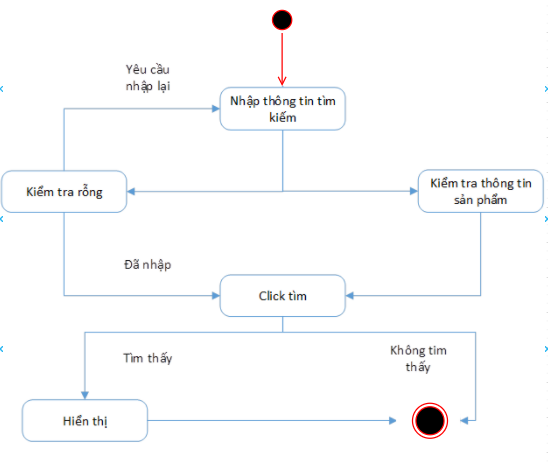 Yêu cầu
nhập lại
Nhập thông tin tìm
kiếm
Kiểm tra rỗng
Kiểm tra thông tin
sản phẩm
Đã nhập
Click tìm
Tìm thấy
Không tim
thấy
Hiển thị